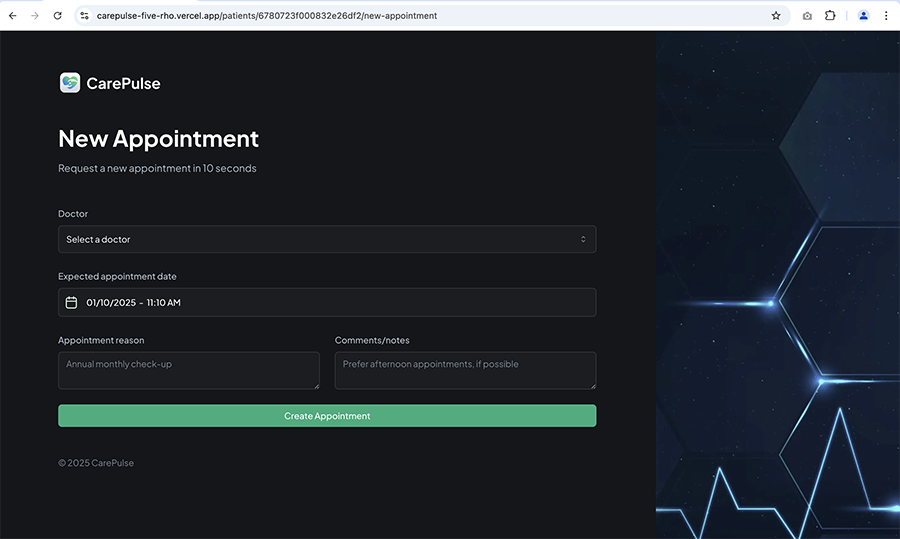 carepulse-five-rho.vercel.app/patients/6780723f000832e26df2/new-appointment
CarePulse
New Appointment
Request a new appointment in 10 seconds
Doctor
Select a doctor
Expected appointment date
01/10/2025 - 11:10 AM
Appointment reason
Comments/notes
Annual monthly check-up
Prefer afternoon appointments, if possible
Create Appointment
© 2025 CarePulse